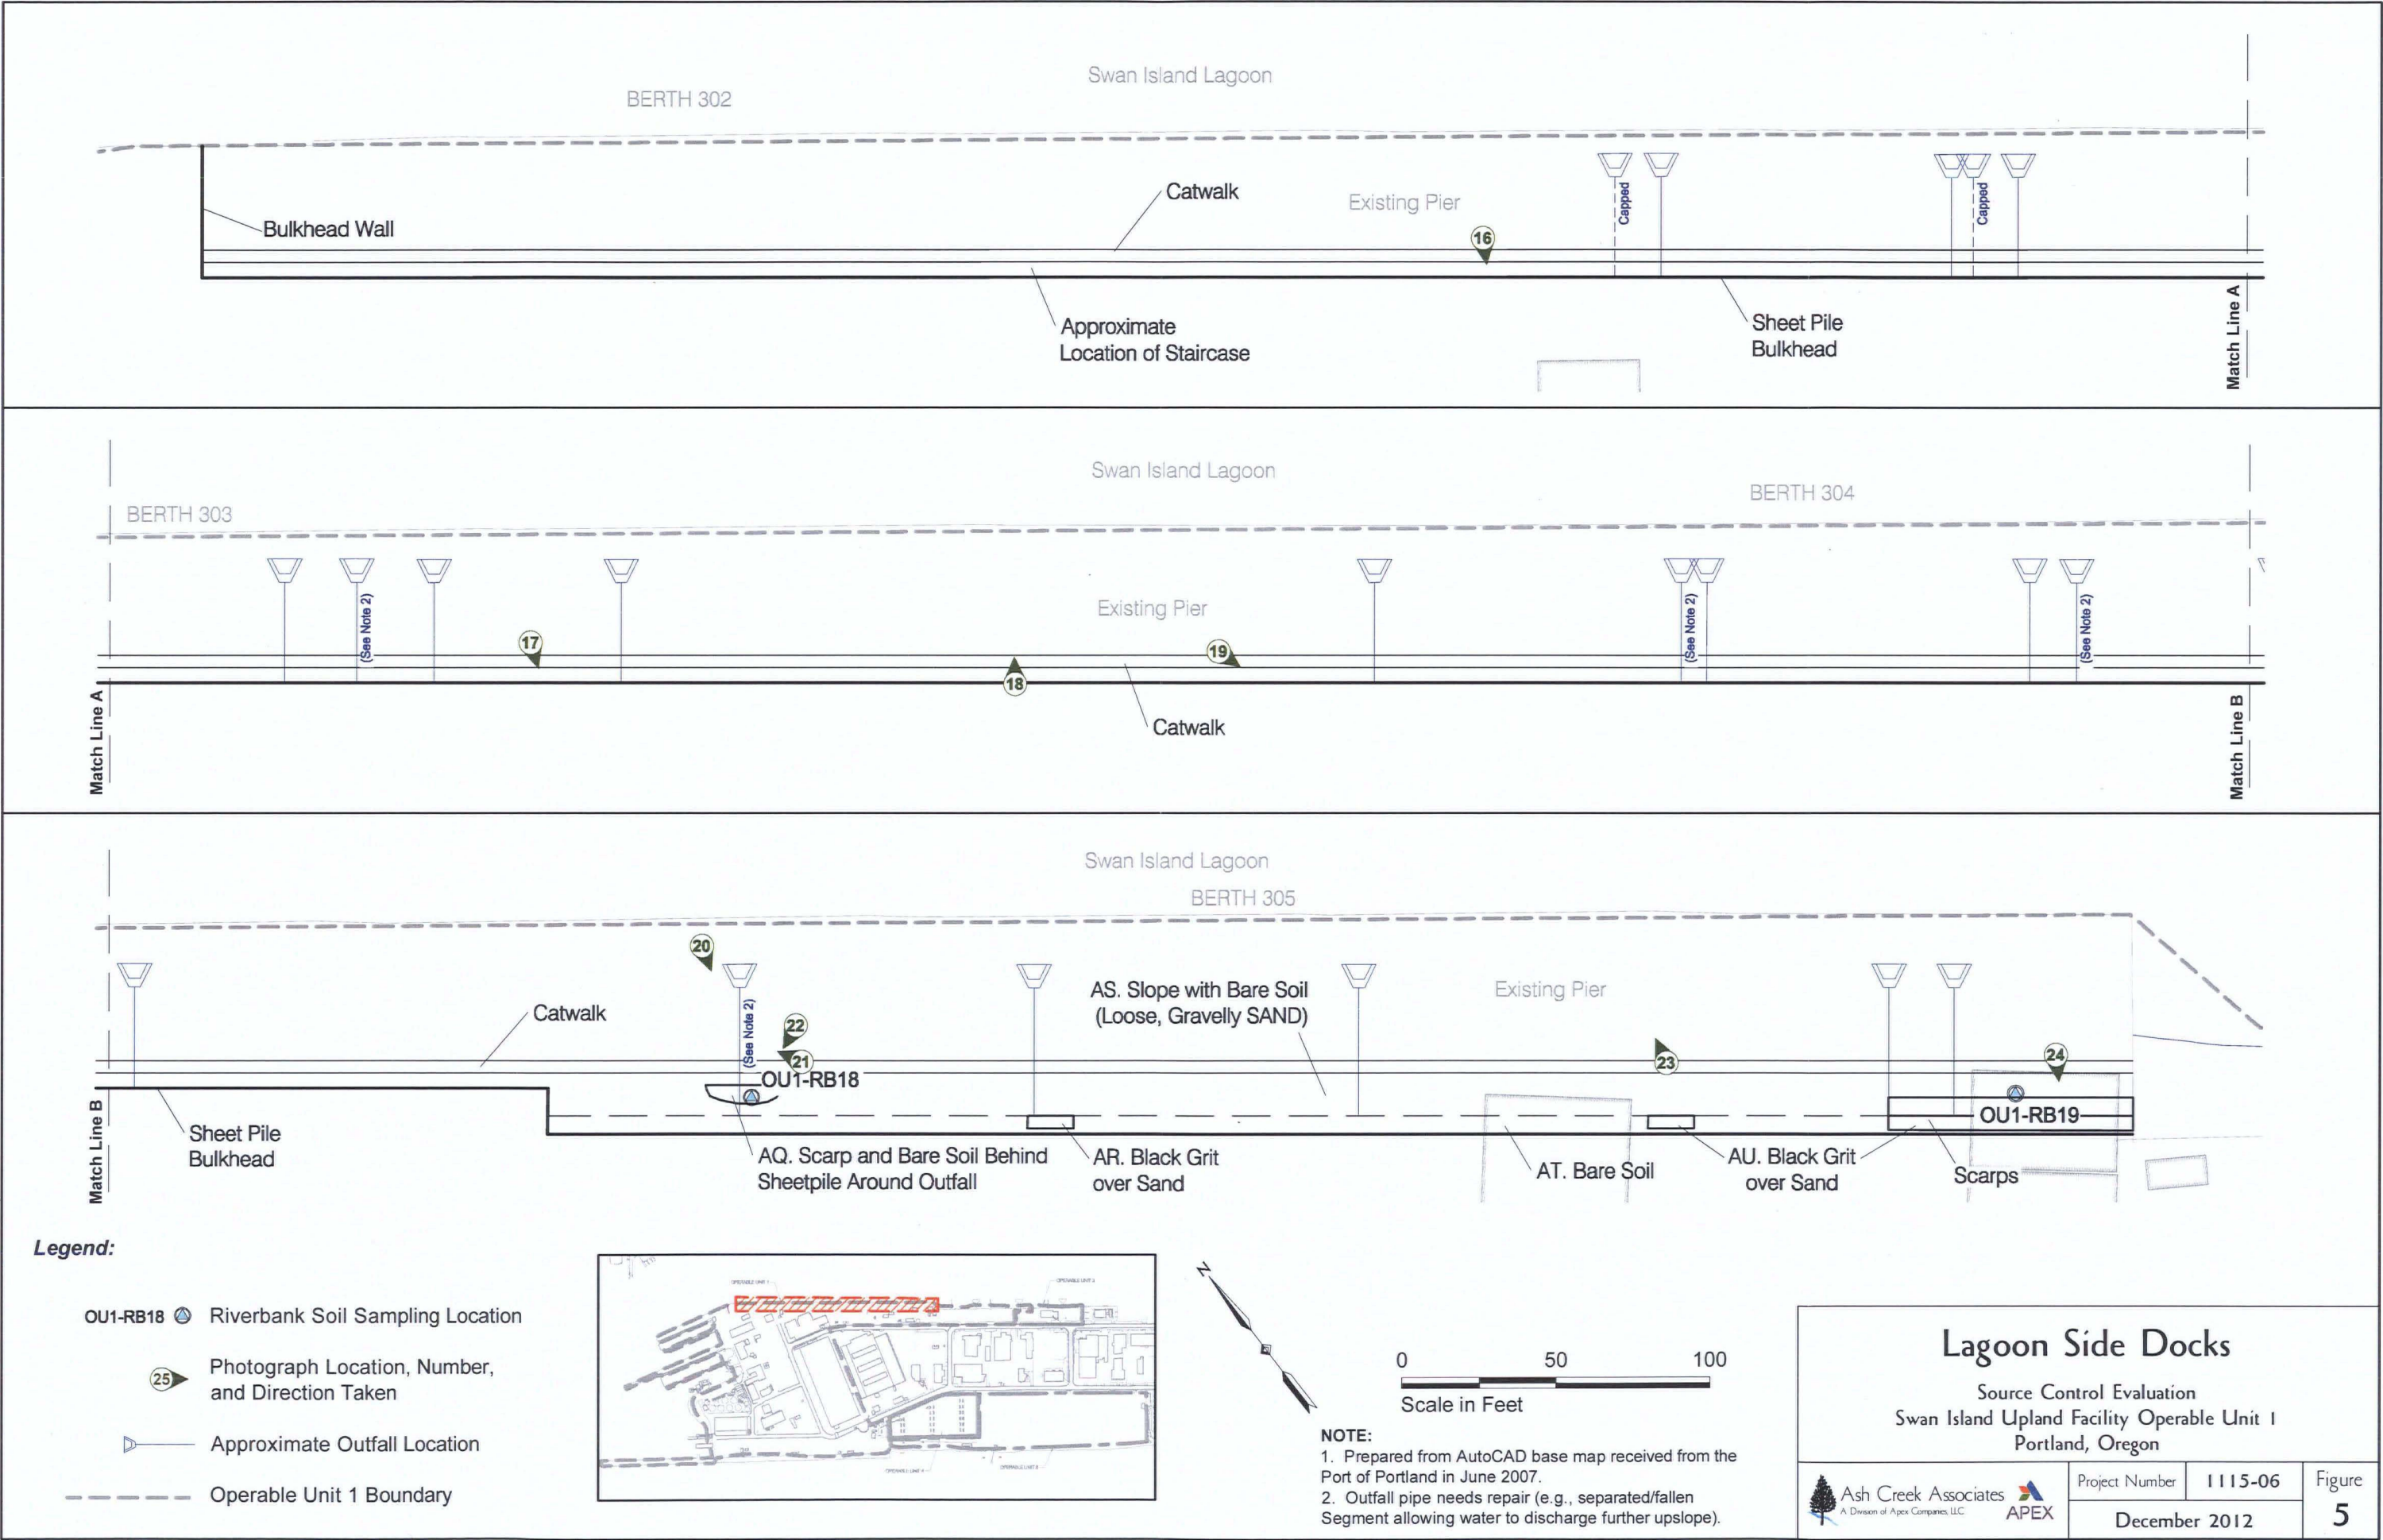 Swan Island Lagoon
BERTH 302
Catwalk
Existing Pier
Capped
Capped
Bulkhead Wall
16
Approximate
Location of Staircase
Sheet Pile
Bulkhead
Match Line A
Swan Island Lagoon
BERTH 304
BERTH 303
(See Note 2)
Existing Pier
(See Note 2)
(See Note 2)
17
19
18
Catwalk
Match Line A
Match Line B
Swan Island Lagoon
BERTH 305
20
AS. Slope with Bare Soil
(Loose, Gravelly SAND)
Existing Pier
Catwalk
(See Note 2)
22
21
23
24
OU1-RB18
OU1-RB19
Sheet Pile
Bulkhead
AQ. Scarp and Bare Soil Behind
Sheetpile Around Outfall
AR. Black Grit
over Sand
AT. Bare Soil
AU. Black Grit
over Sand
Scarps
Match Line B
Legend:
OU1-RB18 Riverbank Soil Sampling Location
25 Photograph Location, Number,
and Direction Taken
Approximate Outfall Location
Operable Unit 1 Boundary
OPERABLE UNIT 1
OPERABLE UNIT 2
OPERABLE UNIT 4
Z
0 50 100
Scale in Feet
NOTE:
1. Prepared from AutoCAD base map received from the
Port of Portland in June 2007.
2. Outfall pipe needs repair (e.g., separated/fallen
Segment allowing water to discharge further upslope).
Lagoon Side Docks
Source Control Evaluation
Swan Island Upland Facility Operable Unit 1
Portland, Oregon
Ash Creek Associates
A Division of Apex Companies, LLC
APEX
Project Number 1115-06
December 2012
Figure
5